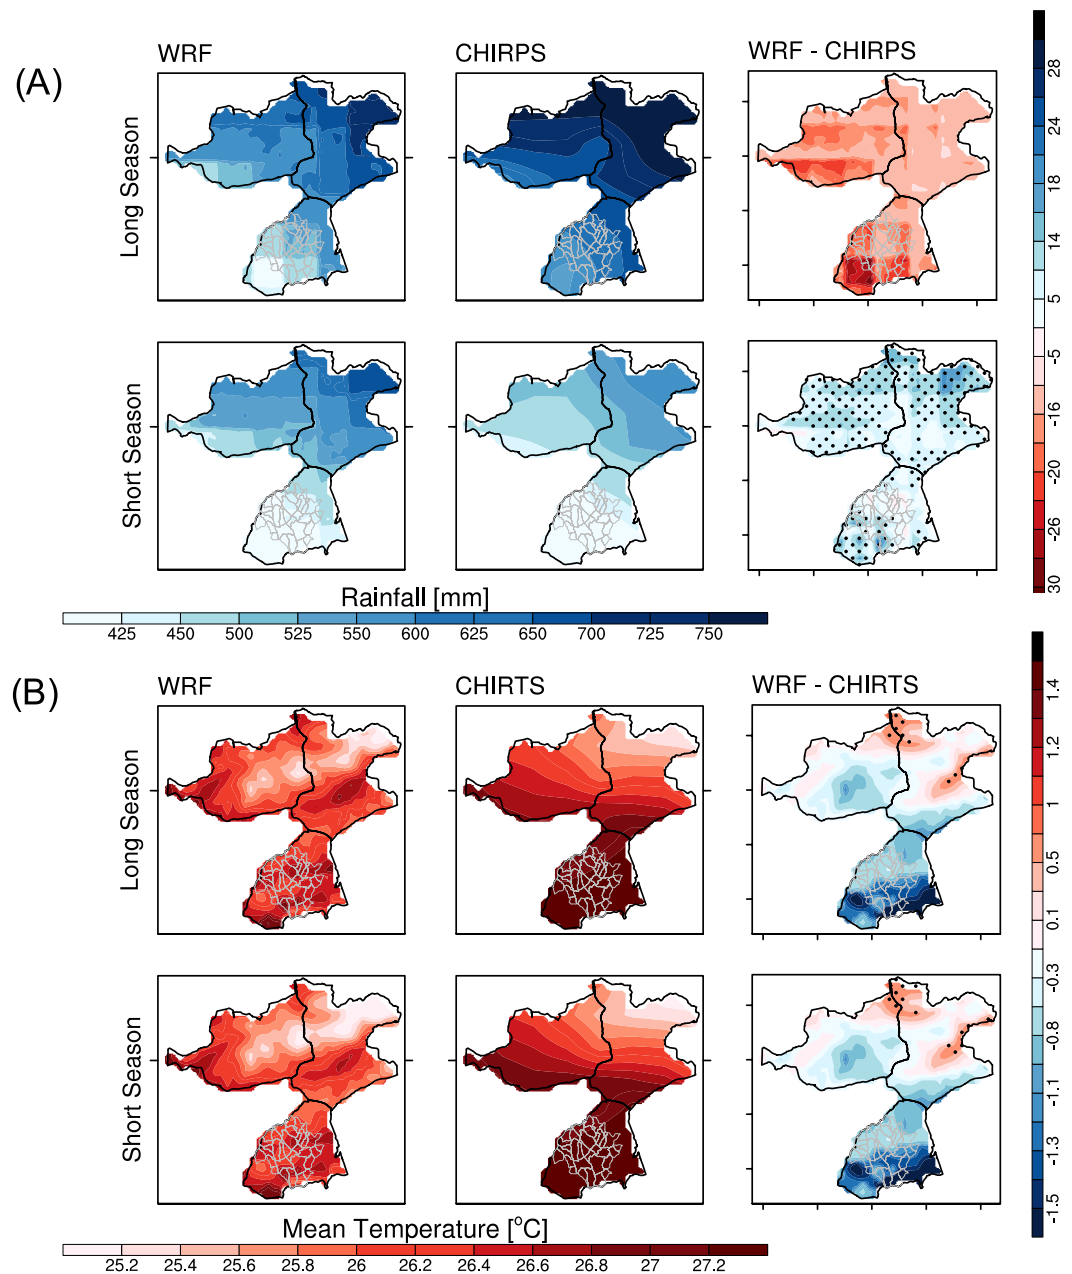 (A)
WRF
CHIRPS
WRF - CHIRPS
Long Season
Short Season
28
24
18
14
5
-5
-16
-20
-26
30
Rainfall [mm]
425 450 500 525 550 600 625 650 700 725 750
(B)
WRF
CHIRTS
WRF - CHIRTS
Long Season
Short Season
1.4
1.2
1
0.5
0.1
-0.3
-0.8
-1.1
-1.3
-1.5
Mean Temperature [°C]
25.2 25.4 25.6 25.8 26 26.2 26.4 26.6 26.8 27 27.2